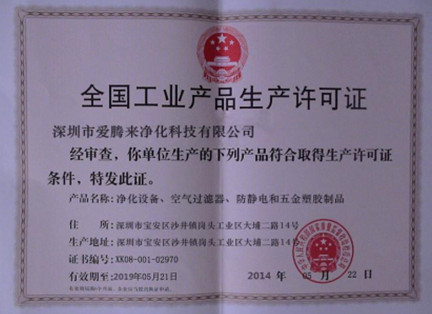 全国工业产品生产许可证
深圳市爱腾来净化科技有限公司
经审查，你单位生产的下列产品符合取得生产许可证
条件，特发此证。
产品名称：净化设备、空气过滤器、防静电和五金塑胶制品
住 所：深圳市宝安区沙井镇岗头工业区大埔二路14号
生产地址：深圳市宝安区沙井镇岗头工业区大埔二路14号
证书编号：XK08-001-02970
有效期至：2019年05月21日
2014 年 05 月 22 日